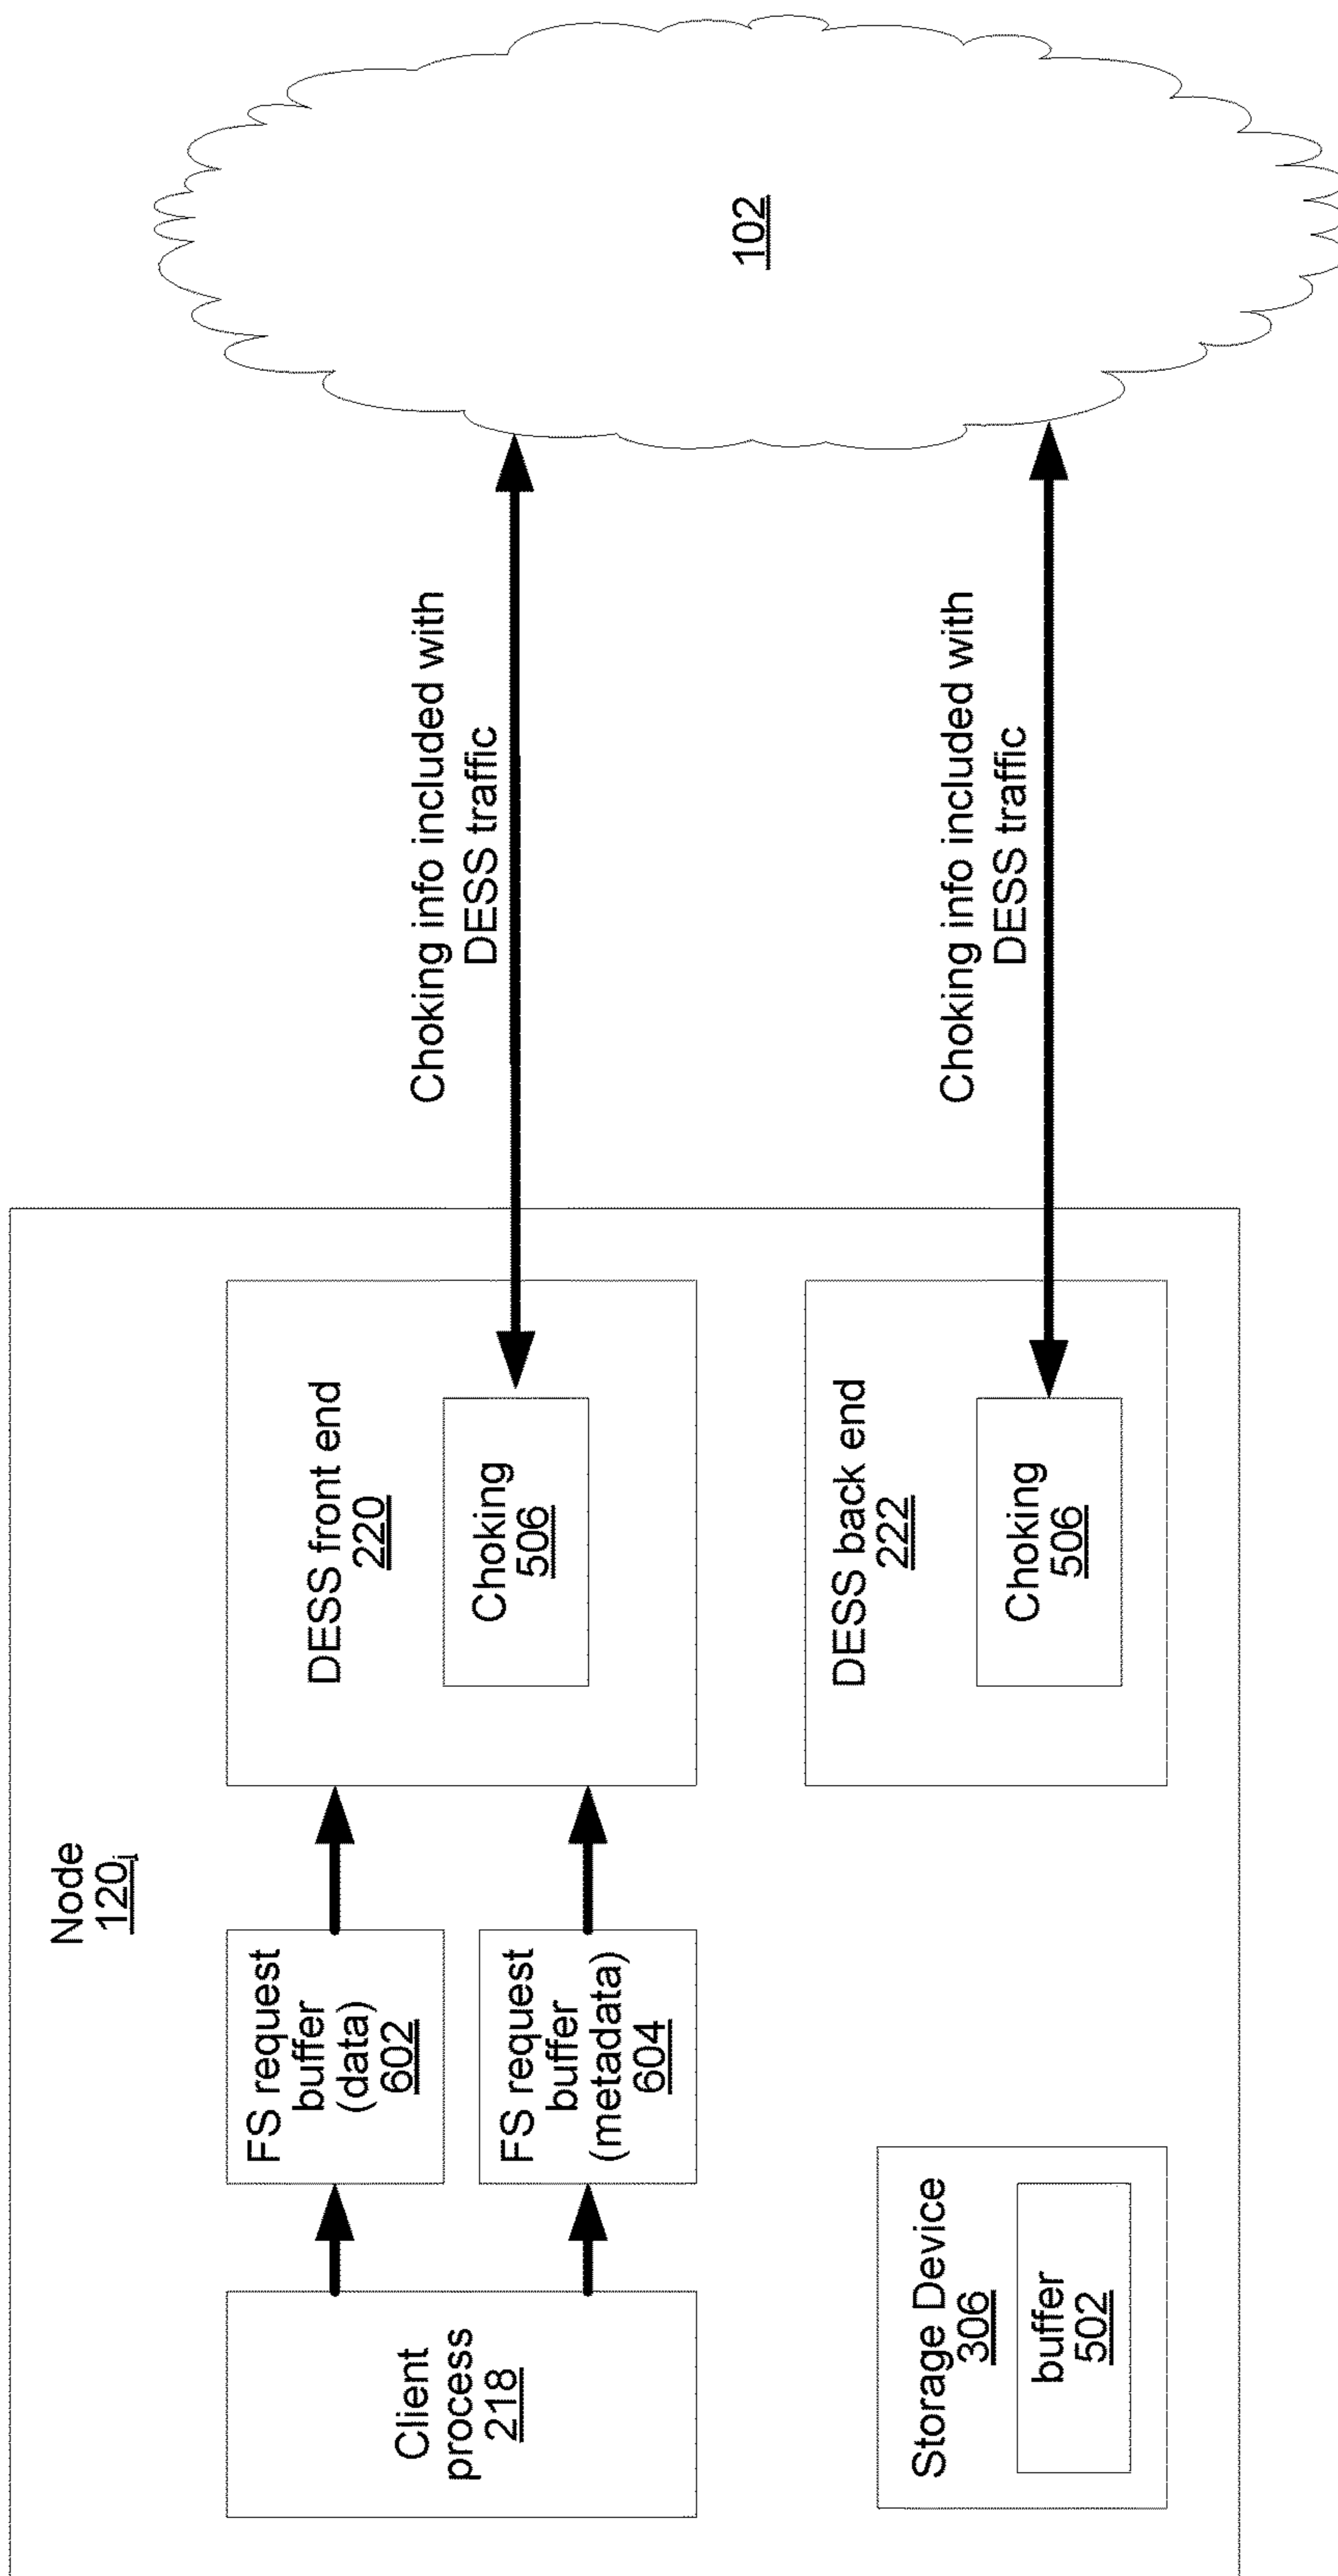 Node
120j
Client
process
218
FS request
buffer
(data)
602
FS request
buffer
(metadata)
604
DESS front end
220
Choking
506
Choking info included with
DESS traffic
102
Storage Device
306
buffer
502
DESS back end
222
Choking
506
Choking info included with
DESS traffic